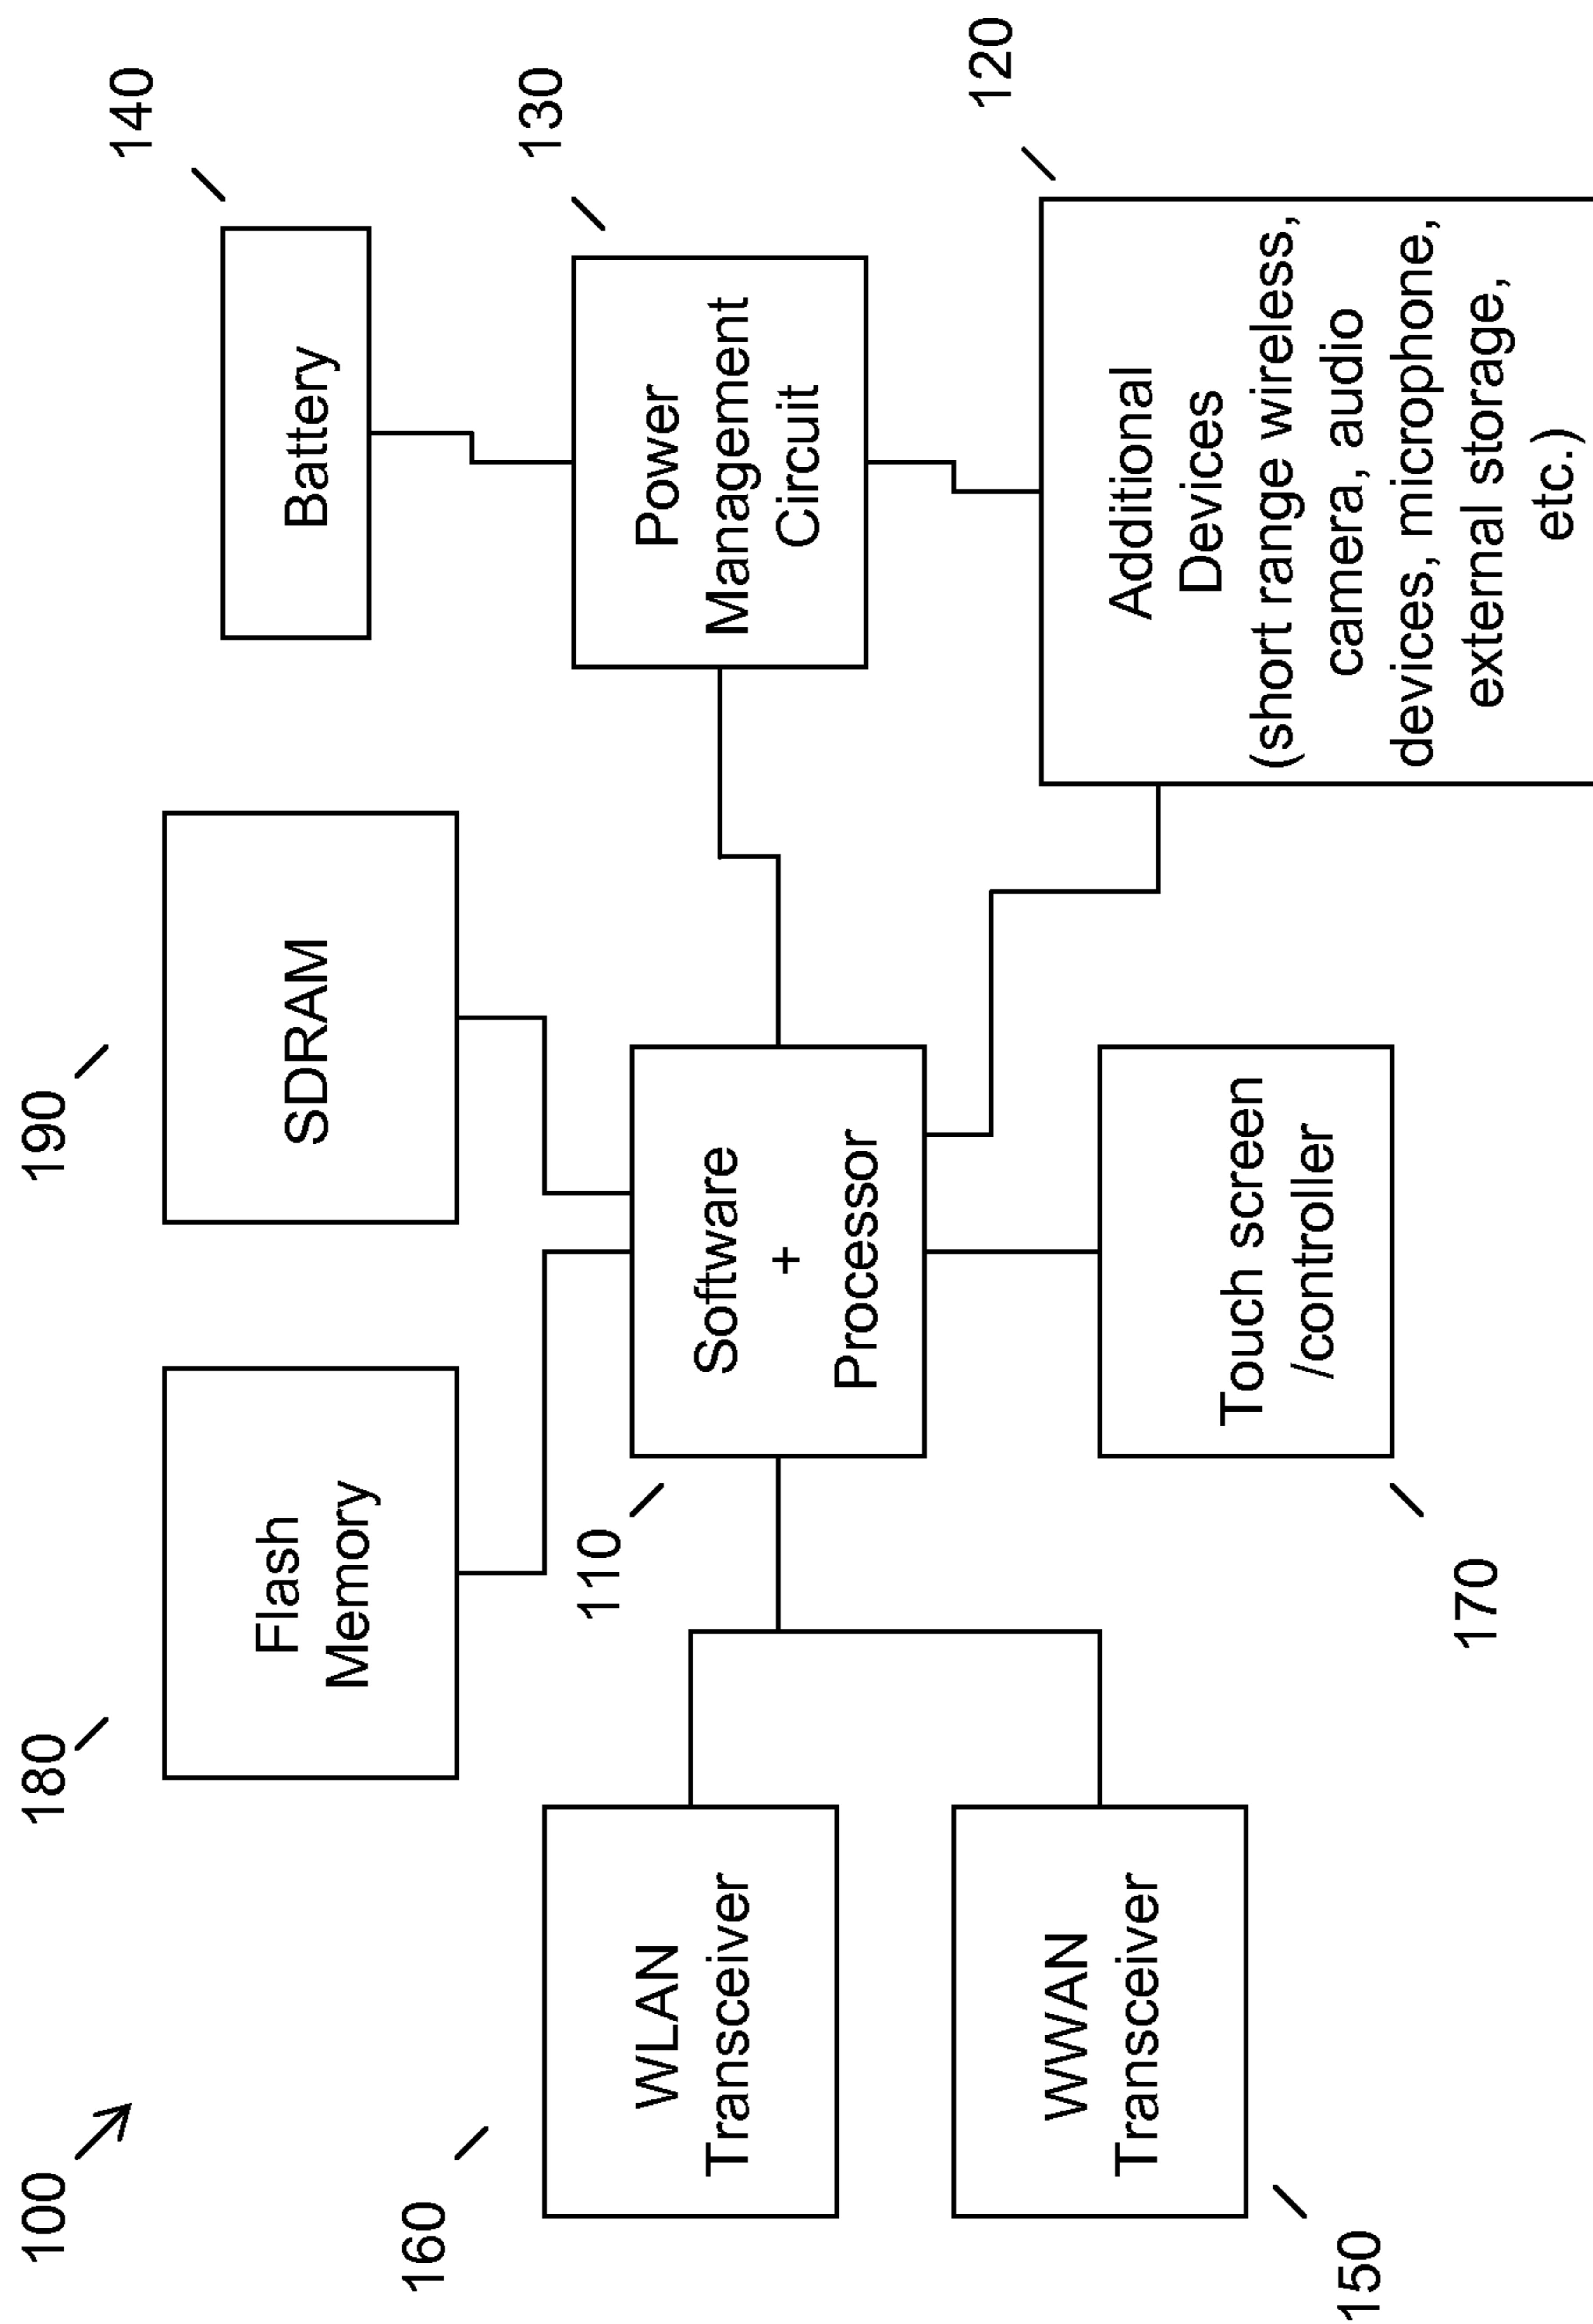 100
180
190
140
Flash
Memory
SDRAM
Battery
160
110
130
WLAN
Transceiver
Software
+
Processor
Power
Management
Circuit
120
WWAN
Transceiver
150
Touch screen
/controller
170
Additional
Devices
(short range wireless,
camera, audio
devices, microphone,
external storage,
etc.)